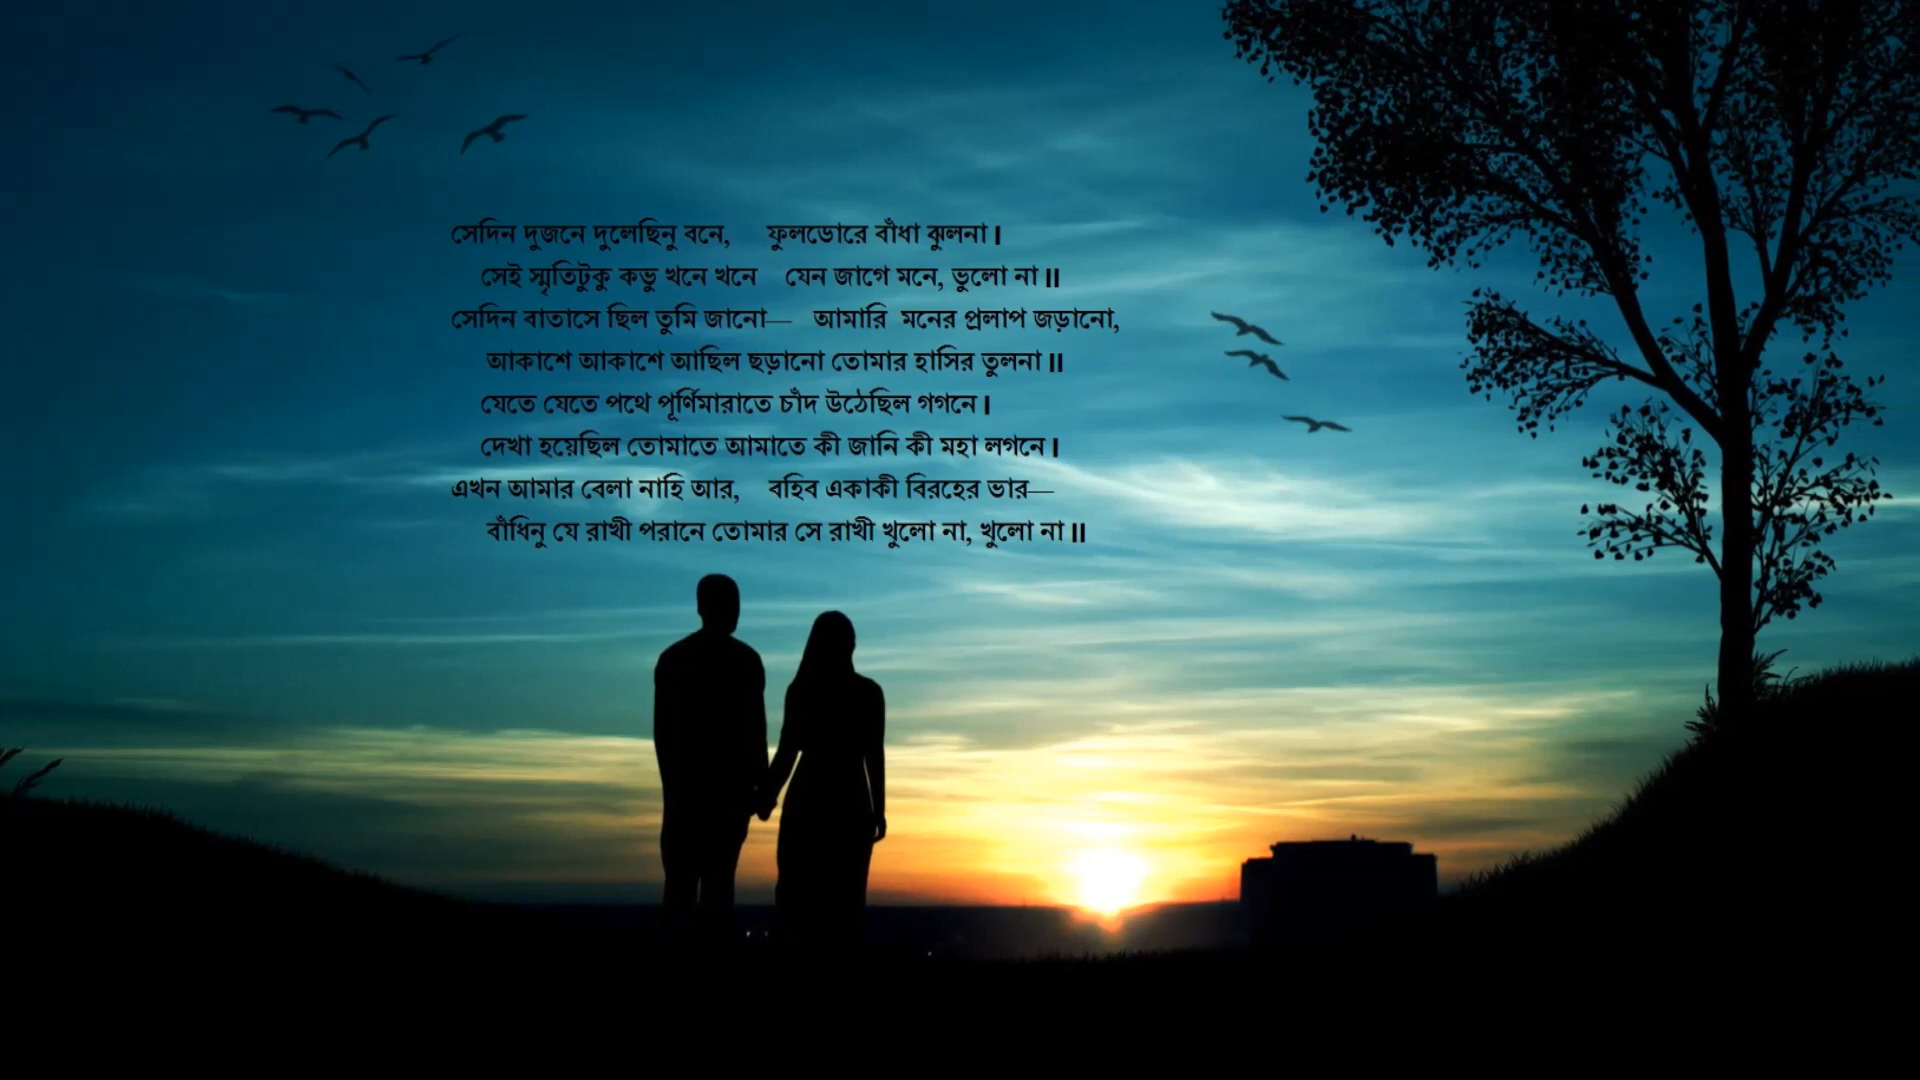 সেদিন দুজনে দুলেছিনু বনে, ফুলডোরে বাঁধা ঝুলনা।
সেই স্মৃতিটুকু কভু খনে খনে যেন জাগে মনে, ভুলো না॥
সেদিন বাতাসে ছিল তুমি জানো— আমারি মনের প্রলাপ জড়ানো,
আকাশে আকাশে আছিল ছড়ানো তোমার হাসির তুলনা॥
যেতে যেতে পথে পূর্ণিমারাতে চাঁদ উঠেছিল গগনে।
দেখা হয়েছিল তোমাতে আমাতে কী জানি কী মহা লগনে।
এখন আমার বেলা নাহি আর, বহিব একাকী বিরহের ভার—
বাঁধিনু যে রাখী পরানে তোমার সে রাখী খুলো না, খুলো না॥